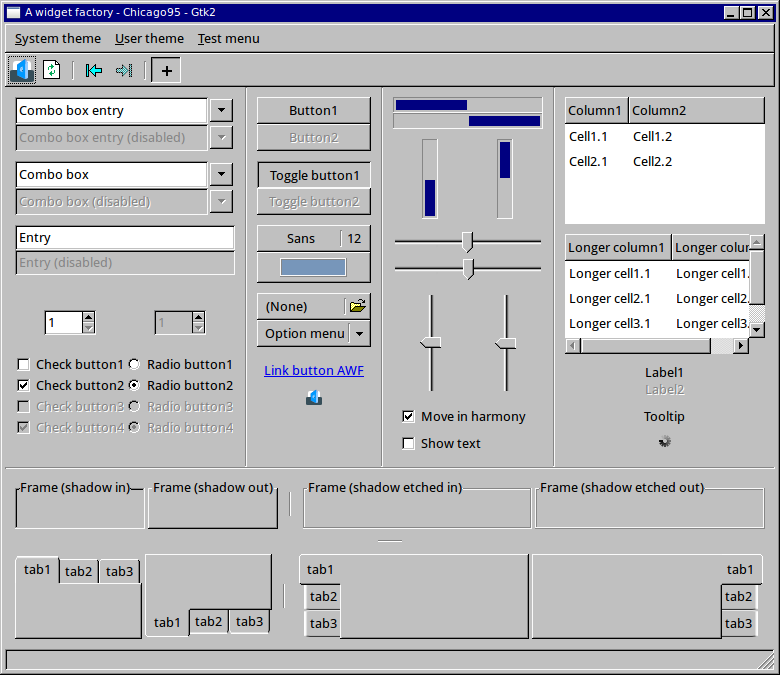 A widget factory - Chicago95 - Gtk2
System theme User theme Test menu
Combo box entry
Combo box entry (disabled)
Combo box
Combo box (disabled)
Entry
Entry (disabled)
1 1
Check button1 Radio button1
Check button2 Radio button2
Check button3 Radio button3
Check button4 Radio button4
Button1
Button2
Toggle button1
Toggle button2
Sans 12
(None)
Option menu
Link button AWF
Move in harmony
Show text
Column1 Column2
Cell1.1 Cell1.2
Cell2.1 Cell2.2
Longer column1 Longer colur
Longer cell1.1 Longer cell1.
Longer cell2.1 Longer cell2.
Longer cell3.1 Longer cell3.
Label1
Label2
Tooltip
Frame (shadow in) Frame (shadow out) Frame (shadow etched in) Frame (shadow etched out)
tab1 tab2 tab3
tab1 tab2 tab3
tab1
tab2
tab3
tab1
tab2
tab3